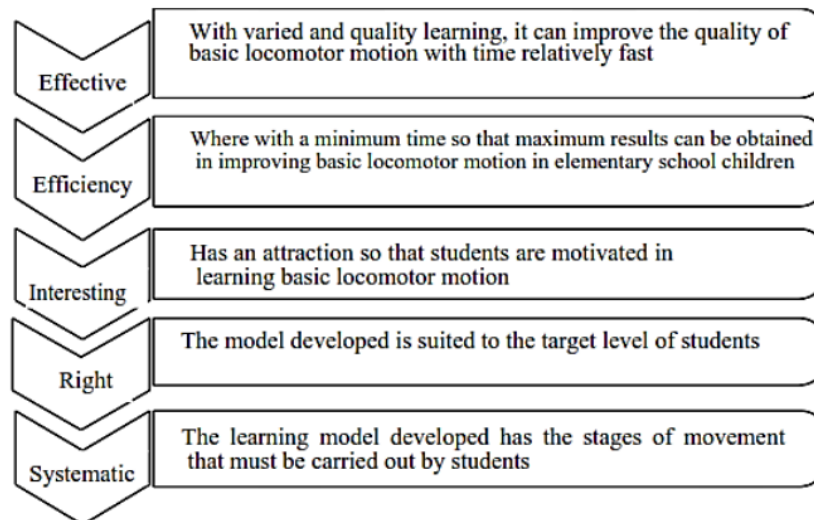 Effective
With varied and quality learning, it can improve the quality of
basic locomotor motion with time relatively fast
Efficiency
Where with a minimum time so that maximum results can be obtained
in improving basic locomotor motion in elementary school children
Interesting
Has an attraction so that students are motivated in
learning basic locomotor motion
Right
The model developed is suited to the target level of students
Systematic
The learning model developed has the stages of movement
that must be carried out by students